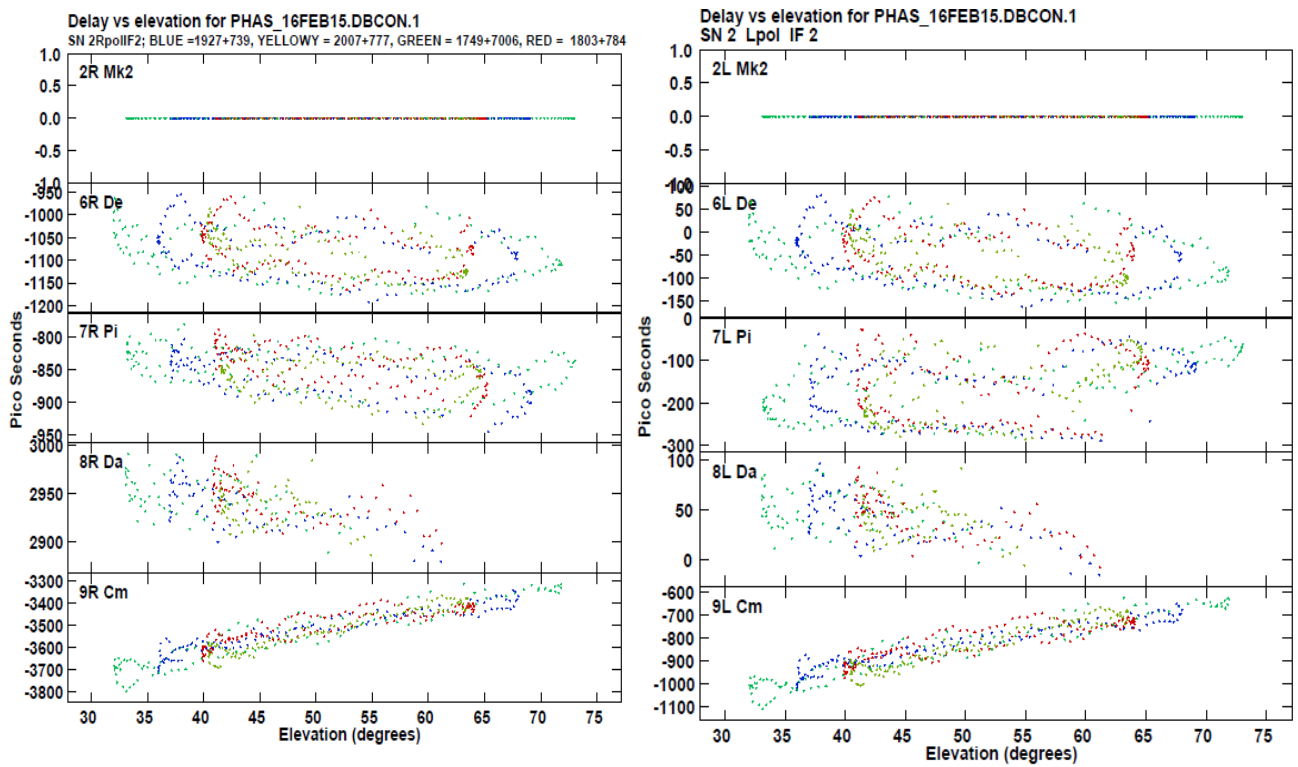 Delay vs elevation for PHAS_16FEB15.DBCON.1
SN 2RpolIF2; BLUE =1927+739, YELLOWY = 2007+777, GREEN = 1749+7006, RED = 1803+784
1.0
2R Mk2
0.5
0.0
-0.5
-1.0
-950
6R De
-1000
-1050
-1100
-1150
-1200
7R Pi
-800
-850
-900
-950
3000
8R Da
2950
2900
-3300
9R Cm
-3400
-3500
-3600
-3700
-3800
Pico Seconds
30 35 40 45 50 55 60 65 70 75
Elevation (degrees)
Delay vs elevation for PHAS_16FEB15.DBCON.1
SN 2 Lpol IF 2
1.0
2L Mk2
0.5
0.0
-0.5
-1.0
100
6L De
50
0
-50
-100
-150
0
7L Pi
-100
-200
-300
100
8L Da
50
0
-600
9L Cm
-700
-800
-900
-1000
-1100
Pico Seconds
30 35 40 45 50 55 60 65 70 75
Elevation (degrees)